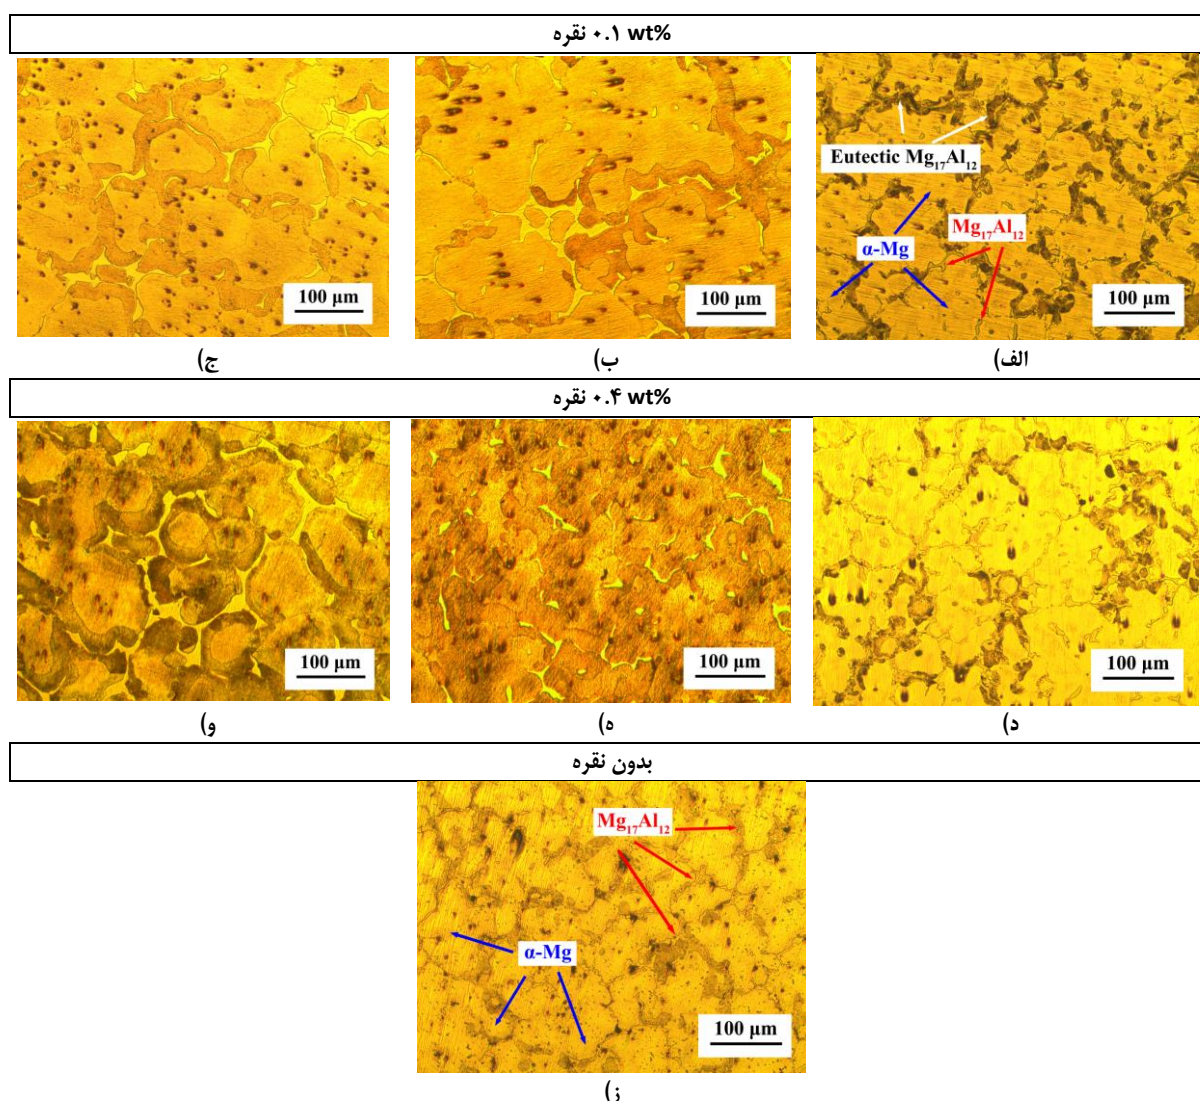 ۰.۱ wt% نقره
Eutectic Mg₁₇Al₁₂
Mg₁₇Al₁₂
α-Mg
100 µm
100 µm
100 µm
الف)
ب)
ج)
۰.۴ wt% نقره
100 µm
100 µm
100 µm
د)
ه)
و)
بدون نقره
Mg₁₇Al₁₂
α-Mg
100 µm
ز)